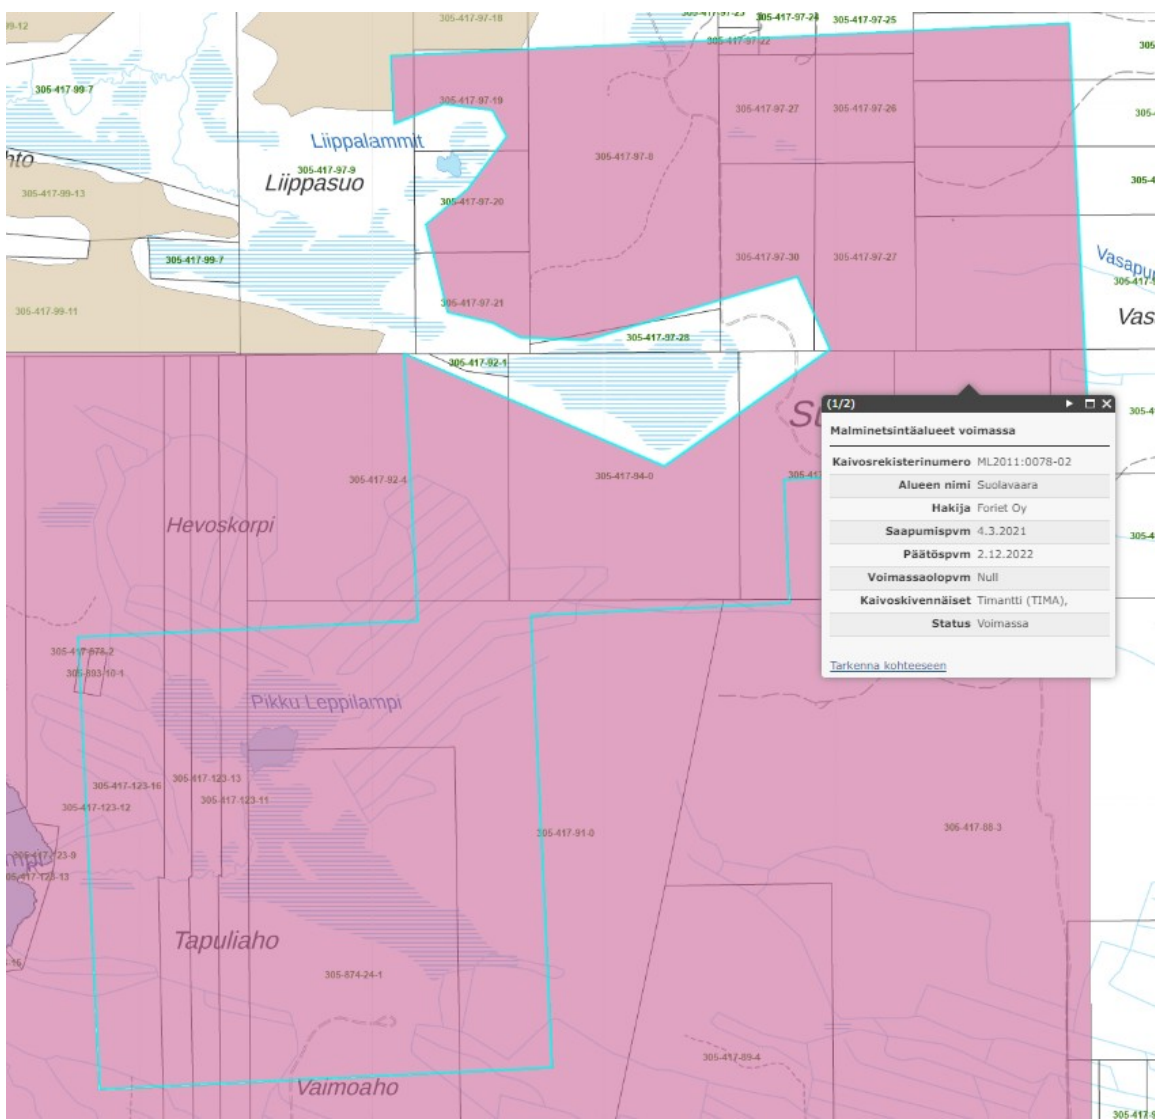 305-417-97-18
305-417-97-24
305-417-97-25
305-417-97-22
305-417-99-7
305-417-97-19
305-417-97-27
305-417-97-26
Liippalammit
305-417-97-0
305-417-97-9
Liippasuo
305-417-99-13
305-417-97-20
305-417-99-7
305-417-97-30
305-417-97-27
305-417-99-11
305-417-97-21
305-417-97-28
305-417-92-1
(1/2)
Malminetsintäalueet voimassa
Kaivosrekisterinumero ML2011:0078-02
Alueen nimi Suolavaara
Hakija Foriet Oy
Saapumispvm 4.3.2021
Päätöspvm 2.12.2022
Voimassaolopvm Null
Kaivoskivennäiset Timantti (TIMA),
Status Voimassa
Tarkenna kohteeseen
305-417-92-4
305-417-94-0
Hevoskorpi
305-893-10-1
Pikku Leppilampi
305-417-123-16
305-417-123-13
305-417-123-12
305-417-123-11
305-417-91-0
305-417-88-3
Tapuliaho
305-874-24-1
305-417-89-4
Vaimoaho